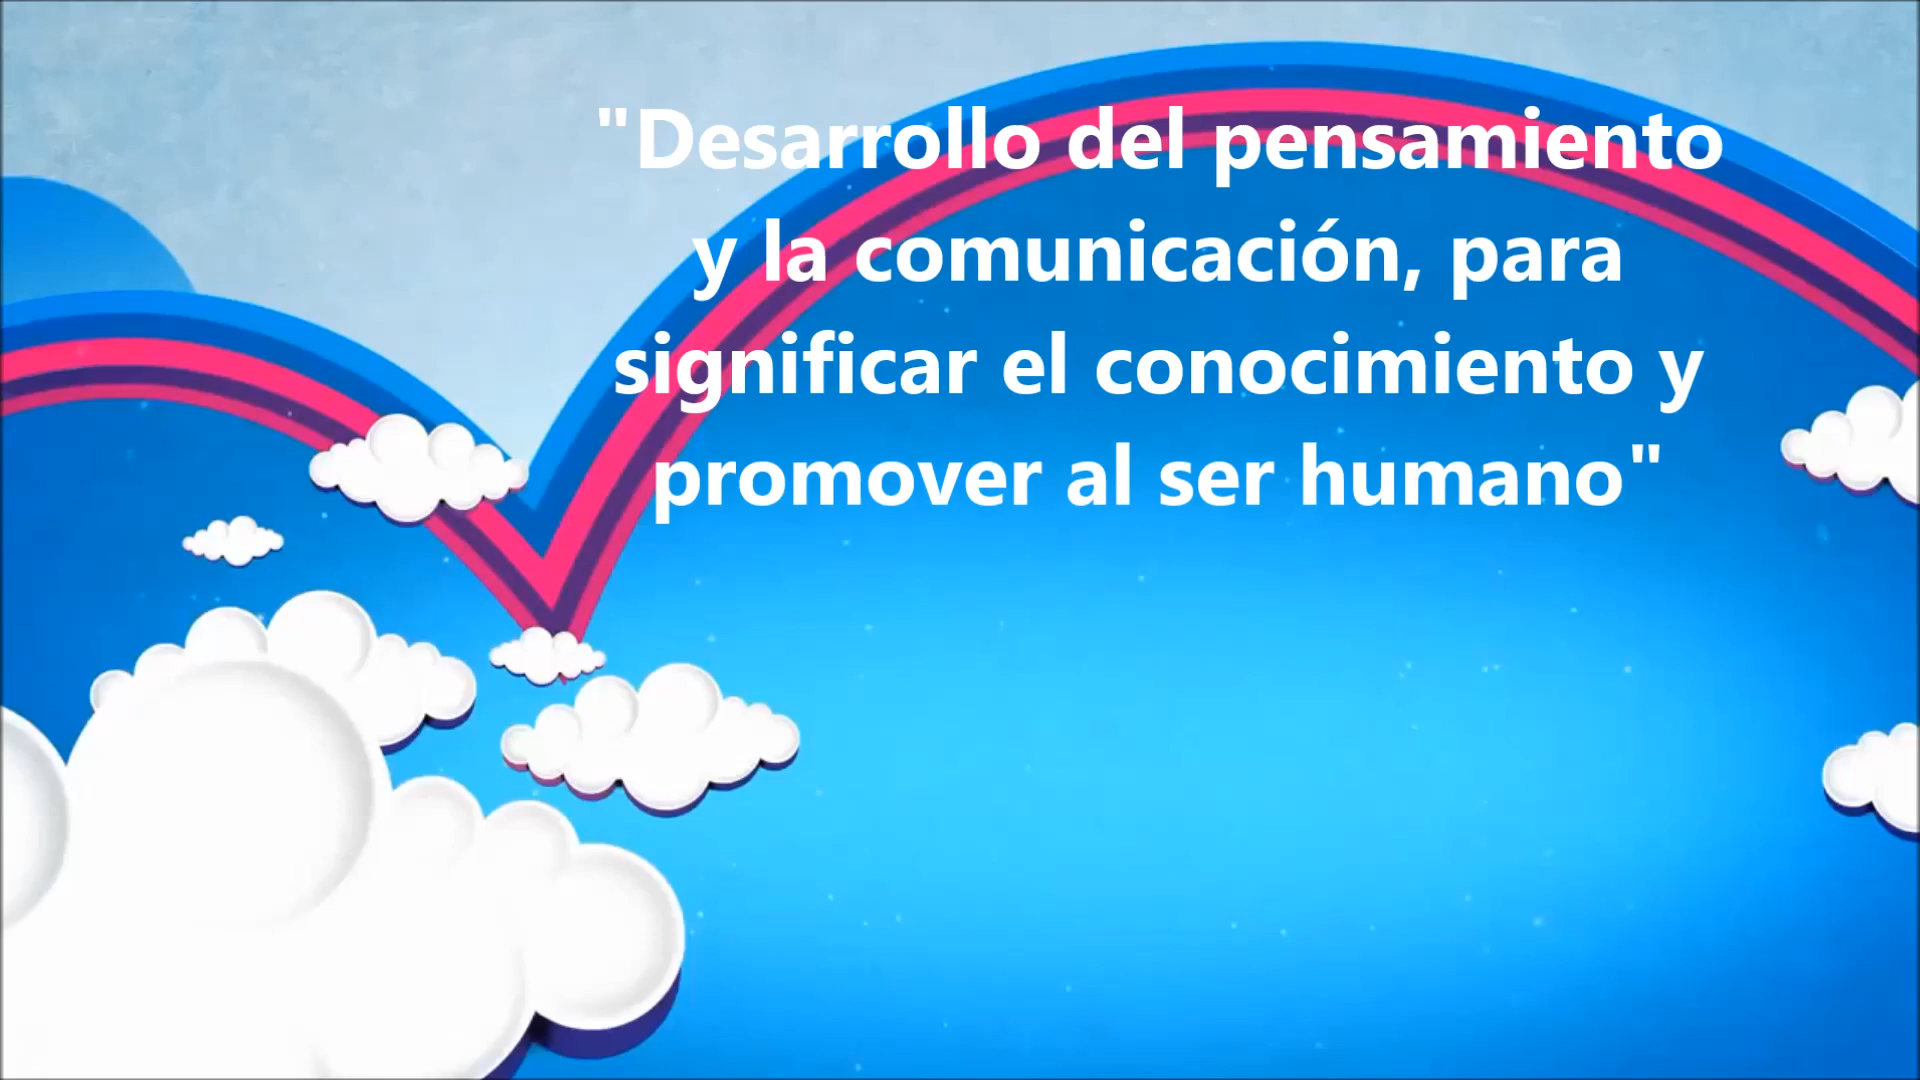 "Desarrollo del pensamiento
y la comunicación, para
significar el conocimiento y
promover al ser humano"